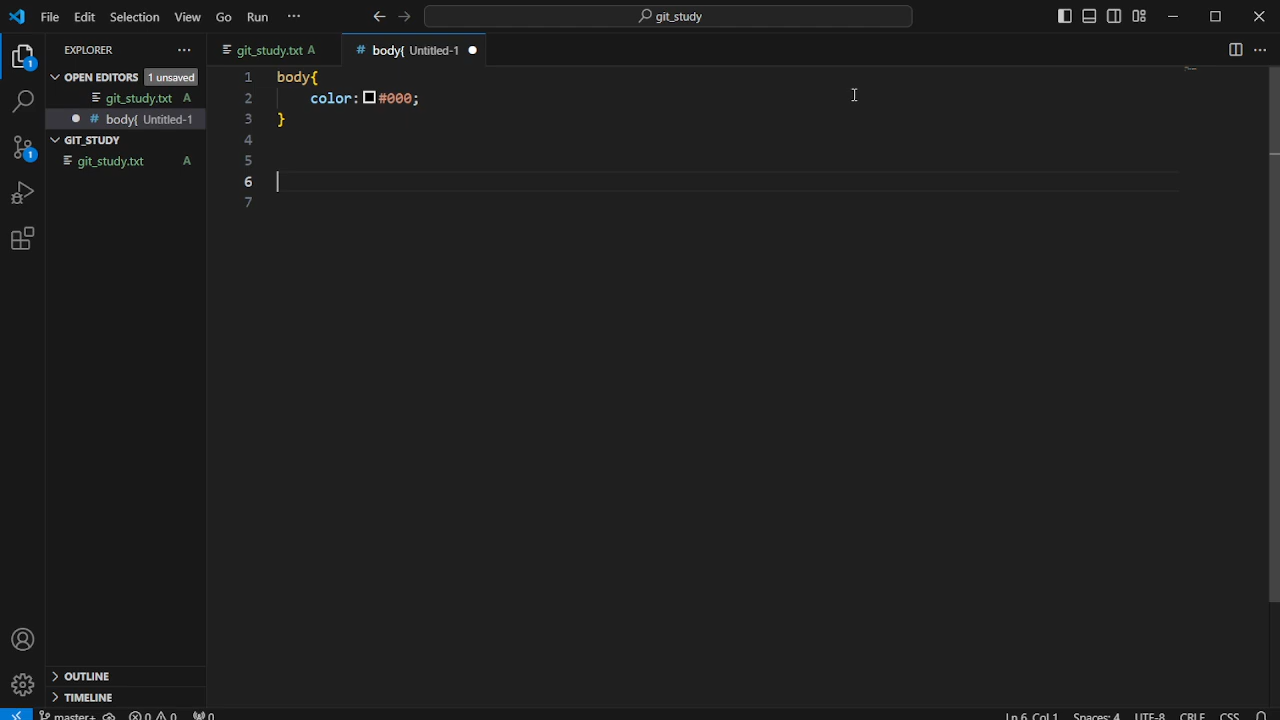 File Edit Selection View Go Run ··· git_study
EXPLORER ···
OPEN EDITORS 1 unsaved
git_study.txt A
# body{ Untitled-1
GIT_STUDY
git_study.txt A
OUTLINE
TIMELINE
1
1
git_study.txt A # body{ Untitled-1 ···
1 body{
2 color: #000;
3 }
4
5
6
7
master+ 0 0 0 Ln 6, Col 1 Spaces: 4 UTF-8 CRLF CSS